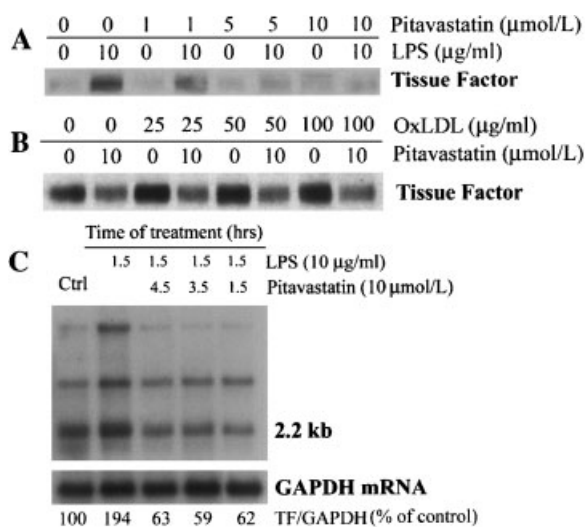 A
0 0 1 1 5 5 10 10 Pitavastatin (μmol/L)
0 10 0 10 0 10 0 10 LPS (μg/ml)
Tissue Factor
B
0 0 25 25 50 50 100 100 OxLDL (μg/ml)
0 10 0 10 0 10 0 10 Pitavastatin (μmol/L)
Tissue Factor
C
Time of treatment (hrs)
1.5 1.5 1.5 1.5 LPS (10 μg/ml)
Ctrl 4.5 3.5 1.5 Pitavastatin (10 μmol/L)
2.2 kb
GAPDH mRNA
100 194 63 59 62 TF/GAPDH (% of control)